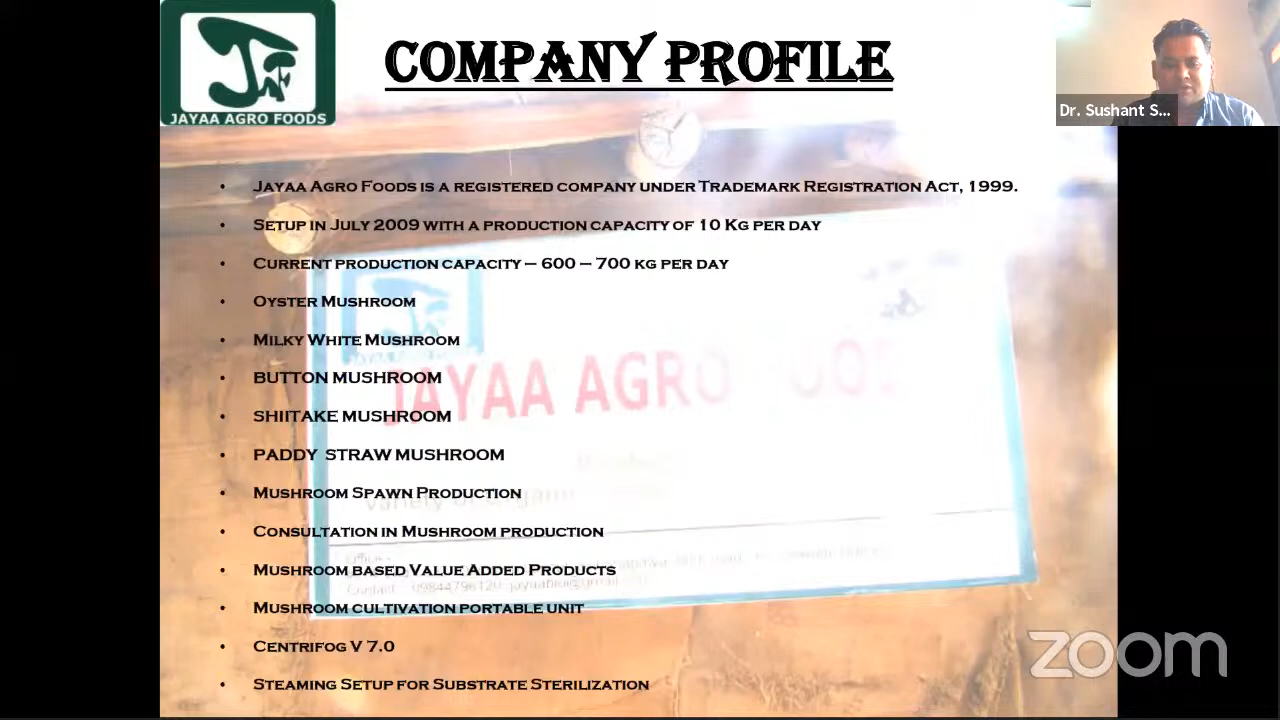 JAYAA AGRO FOODS
COMPANY PROFILE
Dr. Sushant S...
• JAYAA AGRO FOODS IS A REGISTERED COMPANY UNDER TRADEMARK REGISTRATION ACT, 1999.
• SETUP IN JULY 2009 WITH A PRODUCTION CAPACITY OF 10 KG PER DAY
• CURRENT PRODUCTION CAPACITY – 600 – 700 KG PER DAY
• OYSTER MUSHROOM
• MILKY WHITE MUSHROOM
• BUTTON MUSHROOM
• SHIITAKE MUSHROOM
• PADDY STRAW MUSHROOM
• MUSHROOM SPAWN PRODUCTION
• CONSULTATION IN MUSHROOM PRODUCTION
• MUSHROOM BASED VALUE ADDED PRODUCTS
• MUSHROOM CULTIVATION PORTABLE UNIT
• CENTRIFOG V 7.0
• STEAMING SETUP FOR SUBSTRATE STERILIZATION
JAYAA AGRO FOODS
zoom